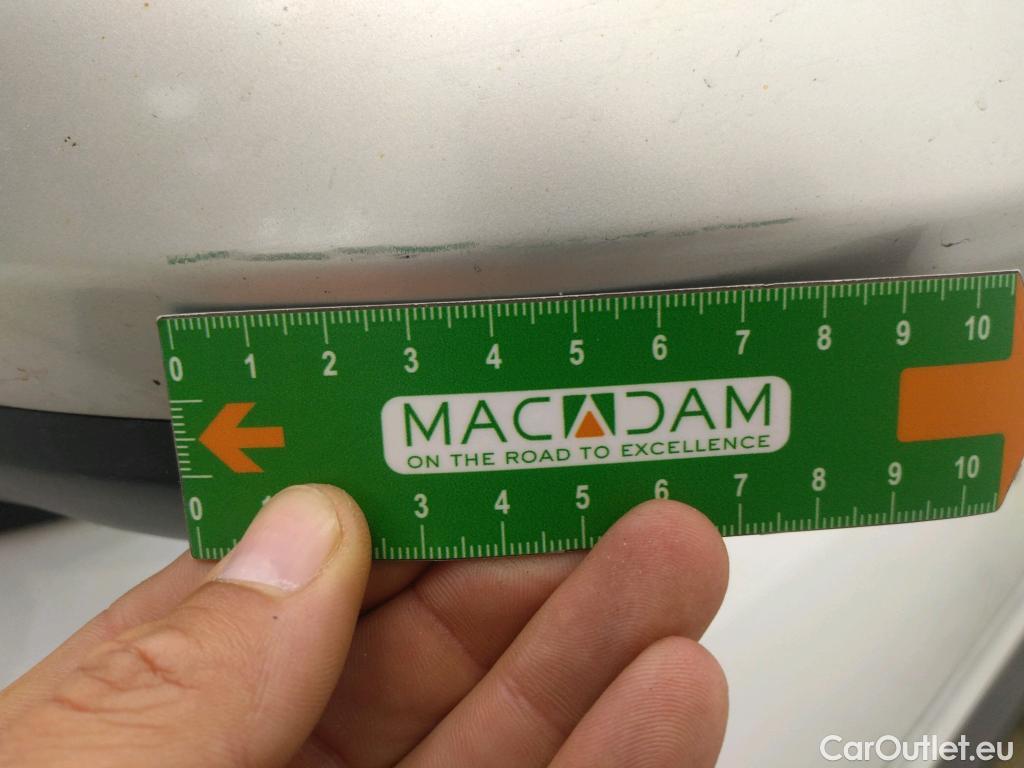 0 1 2 3 4 5 6 7 8 9 10
MACADAM
ON THE ROAD TO EXCELLENCE
0 1 3 4 5 6 7 8 9 10
CarOutlet.eu